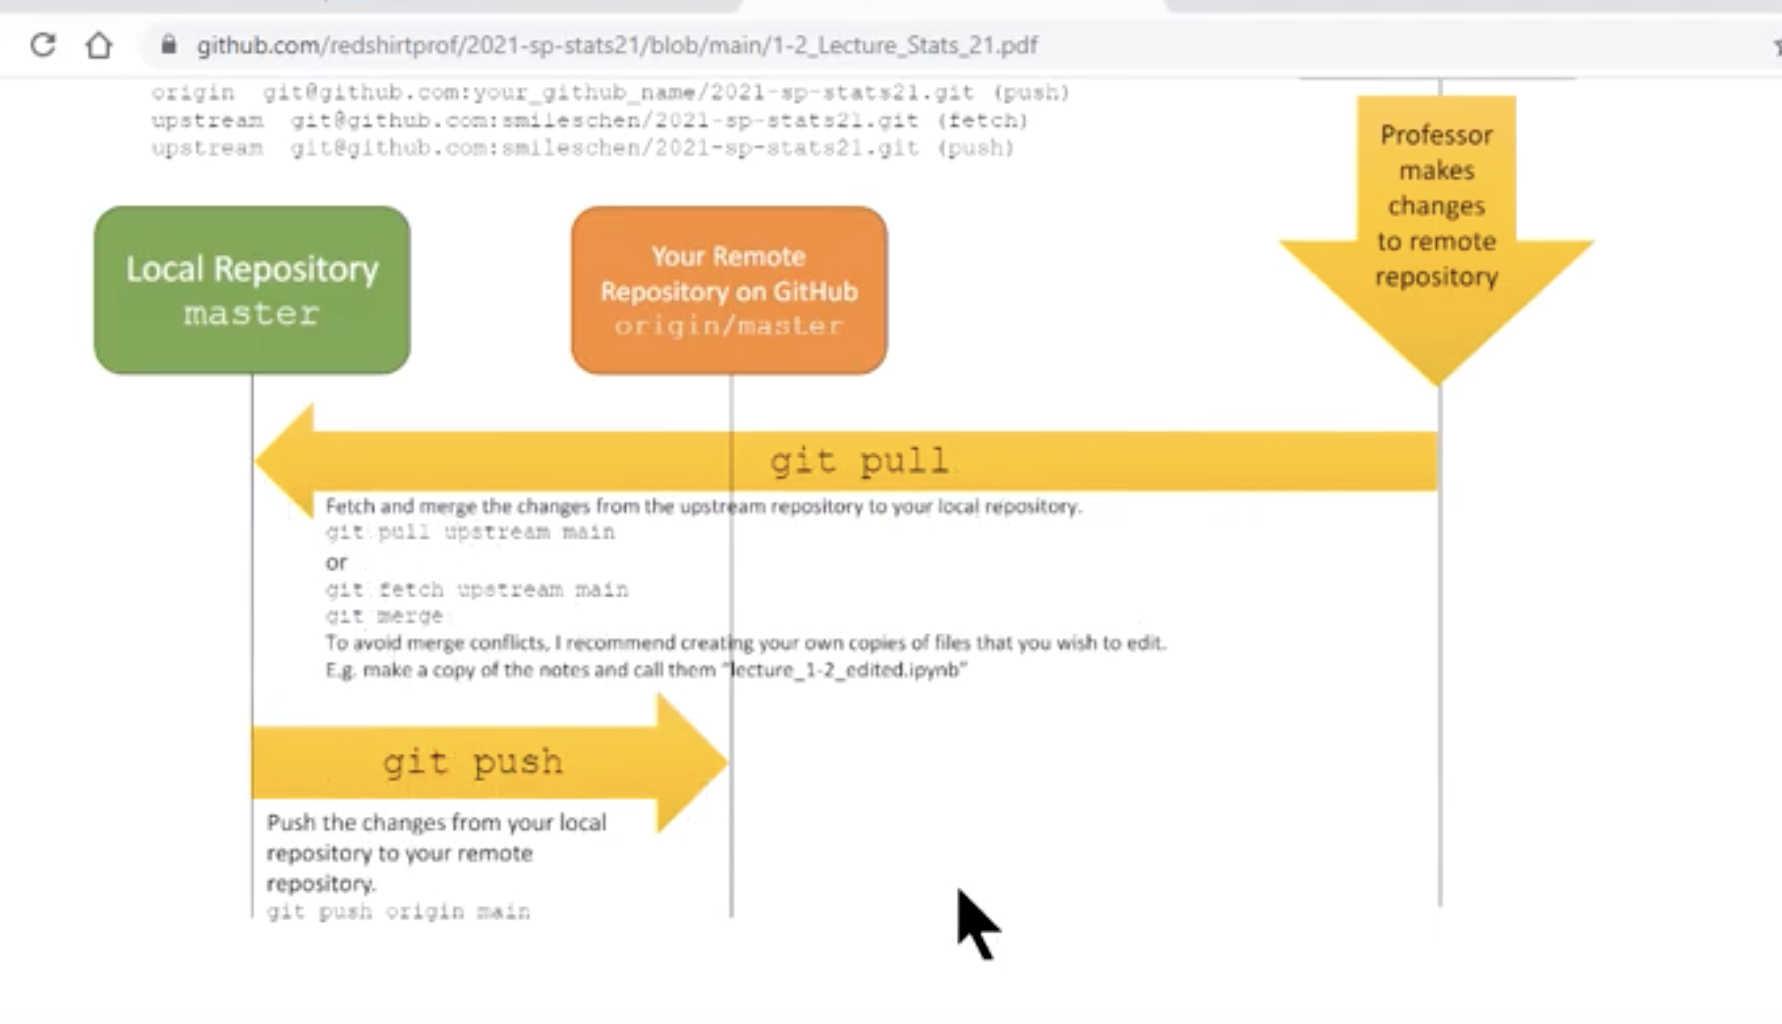 github.com/redshirtprof/2021-sp-stats21/blob/main/1-2_Lecture_Stats_21.pdf
origin git@github.com:your_github_name/2021-sp-stats21.git (push)
upstream git@github.com:smileschen/2021-sp-stats21.git (fetch)
upstream git@github.com:smileschen/2021-sp-stats21.git (push)
Professor
makes
changes
to remote
repository
Local Repository
master
Your Remote
Repository on GitHub
origin/master
git pull
Fetch and merge the changes from the upstream repository to your local repository.
git pull upstream main
or
git fetch upstream main
git merge
To avoid merge conflicts, I recommend creating your own copies of files that you wish to edit.
E.g. make a copy of the notes and call them "lecture_1-2_edited.ipynb"
git push
Push the changes from your local
repository to your remote
repository.
git push origin main